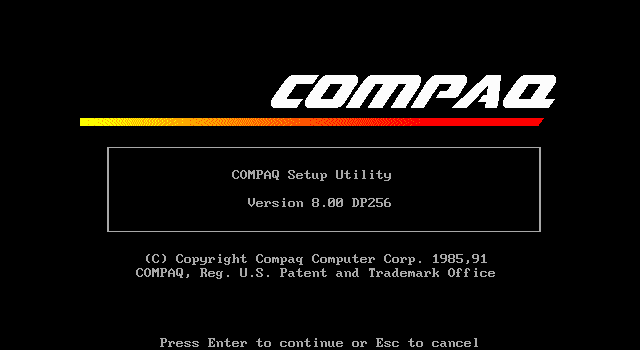 COMPAQ
COMPAQ Setup Utility
Version 8.00 DP256
(C) Copyright Compaq Computer Corp. 1985,91
COMPAQ, Reg. U.S. Patent and Trademark Office
Press Enter to continue or Esc to cancel